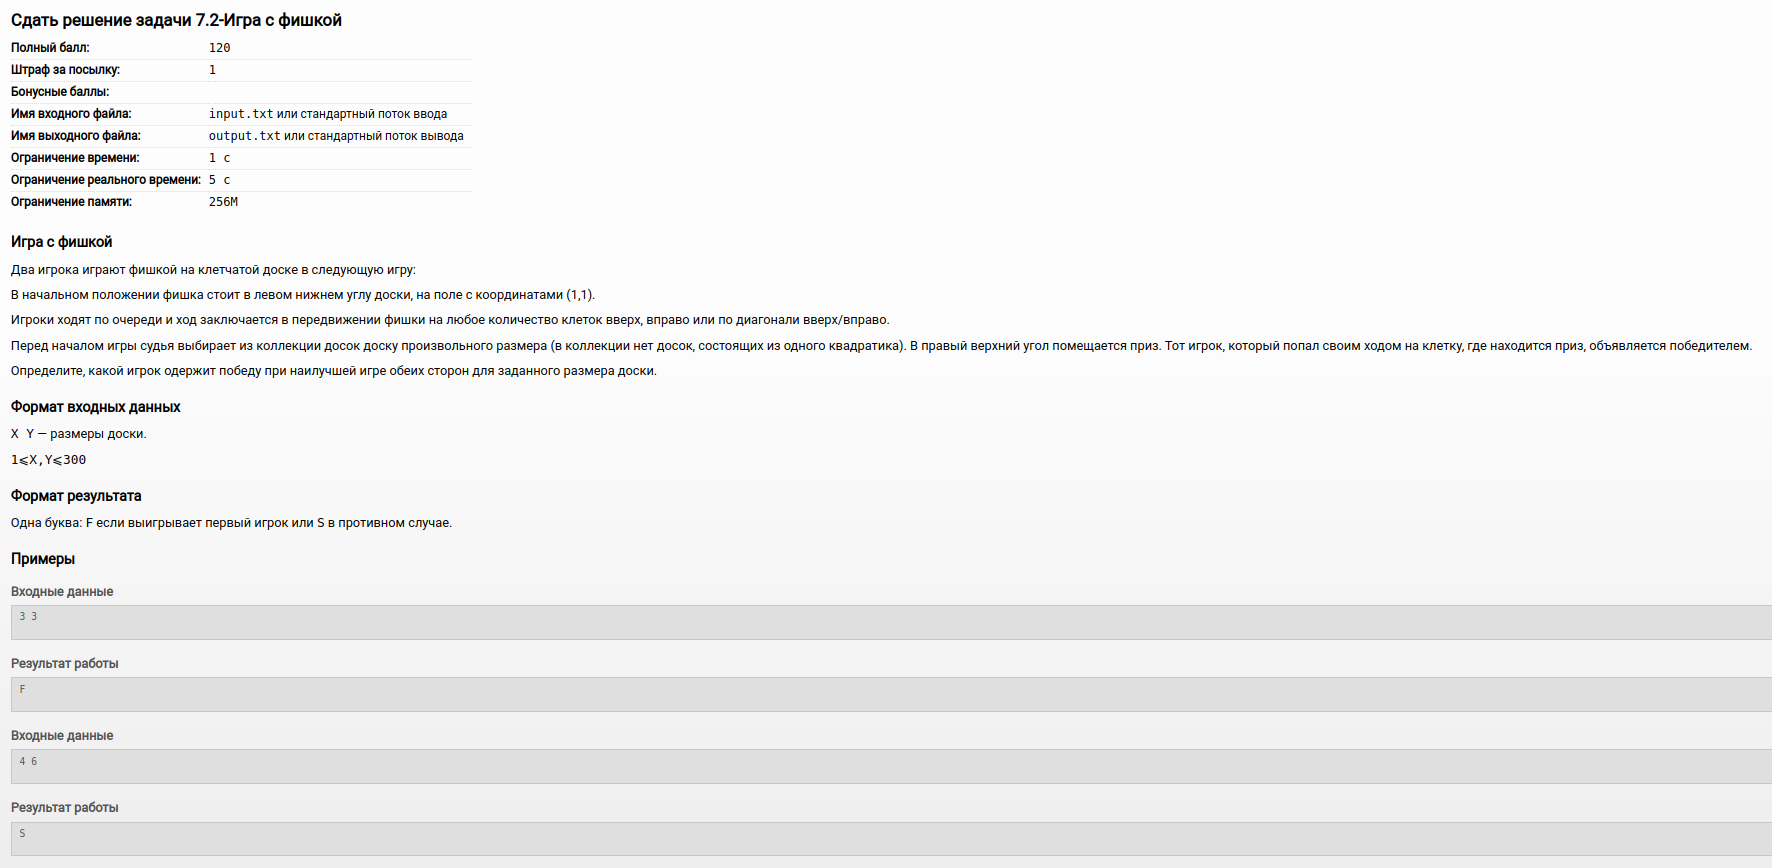 Сдать решение задачи 7.2-Игра с фишкой
Полный балл: 120
Штраф за посылку: 1
Бонусные баллы:
Имя входного файла: input.txt или стандартный поток ввода
Имя выходного файла: output.txt или стандартный поток вывода
Ограничение времени: 1 с
Ограничение реального времени: 5 с
Ограничение памяти: 256M
Игра с фишкой
Два игрока играют фишкой на клетчатой доске в следующую игру:
В начальном положении фишка стоит в левом нижнем углу доски, на поле с координатами (1,1).
Игроки ходят по очереди и ход заключается в передвижении фишки на любое количество клеток вверх, вправо или по диагонали вверх/вправо.
Перед началом игры судья выбирает из коллекции досок доску произвольного размера (в коллекции нет досок, состоящих из одного квадратика). В правый верхний угол помещается приз. Тот игрок, который попал своим ходом на клетку, где находится приз, объявляется победителем.
Определите, какой игрок одержит победу при наилучшей игре обеих сторон для заданного размера доски.
Формат входных данных
X Y — размеры доски.
1⩽X,Y⩽300
Формат результата
Одна буква: F если выигрывает первый игрок или S в противном случае.
Примеры
Входные данные
3 3
Результат работы
F
Входные данные
4 6
Результат работы
S